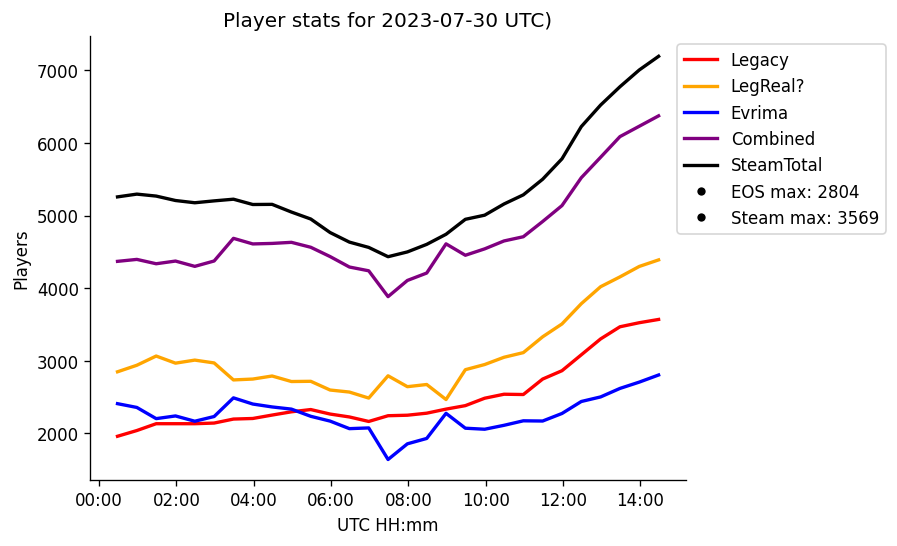 Player stats for 2023-07-30 UTC)
Players
7000
6000
5000
4000
3000
2000
00:00 02:00 04:00 06:00 08:00 10:00 12:00 14:00
UTC HH:mm
Legacy
LegReal?
Evrima
Combined
SteamTotal
EOS max: 2804
Steam max: 3569